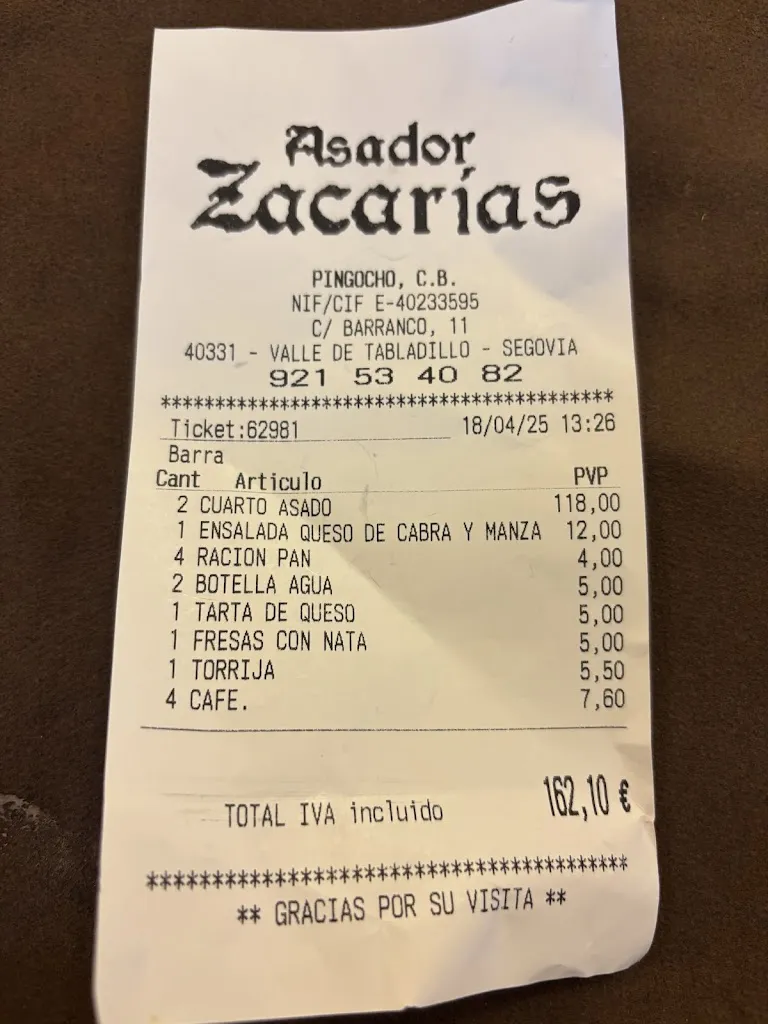 Asador
Zacarías
PINGOCHO, C.B.
NIF/CIF E-40233595
C/ BARRANCO, 11
40331 - VALLE DE TABLADILLO - SEGOVIA
921 53 40 82
*****************************************
Ticket:62981 18/04/25 13:26
Barra
Cant Articulo PVP
2 CUARTO ASADO 118,00
1 ENSALADA QUESO DE CABRA Y MANZA 12,00
4 RACION PAN 4,00
2 BOTELLA AGUA 5,00
1 TARTA DE QUESO 5,00
1 FRESAS CON NATA 5,00
1 TORRIJA 5,50
4 CAFE. 7,60
TOTAL IVA incluido 162,10 €
*****************************************
** GRACIAS POR SU VISITA **